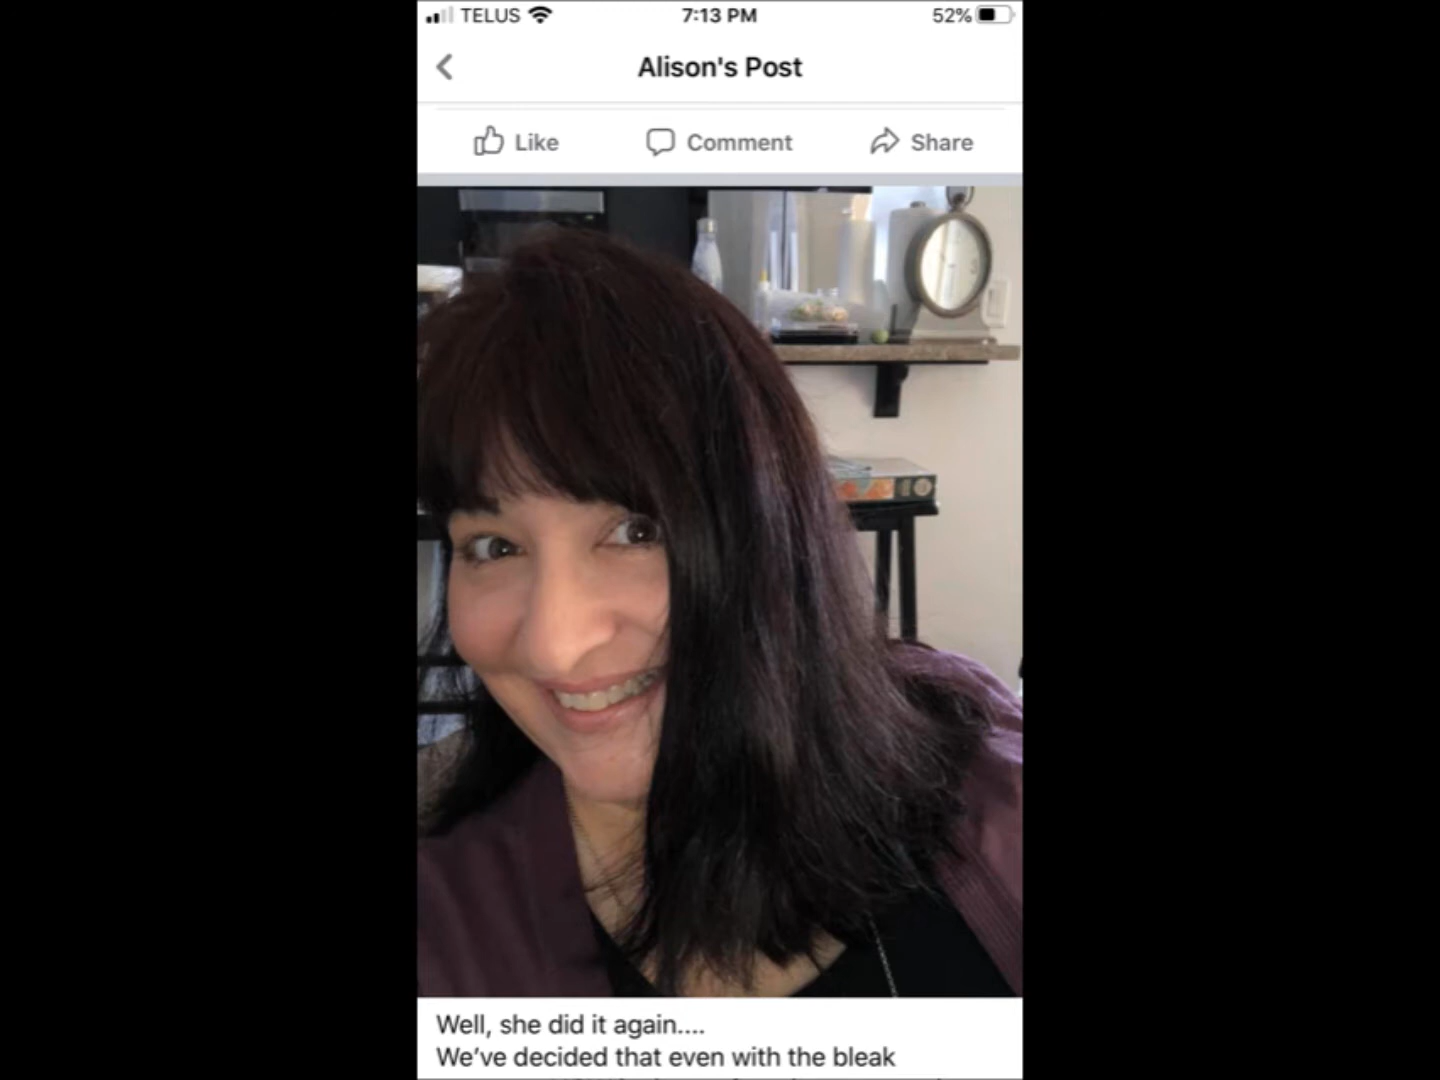 TELUS 7:13 PM 52%
Alison's Post
Like Comment Share
Well, she did it again....
We've decided that even with the bleak